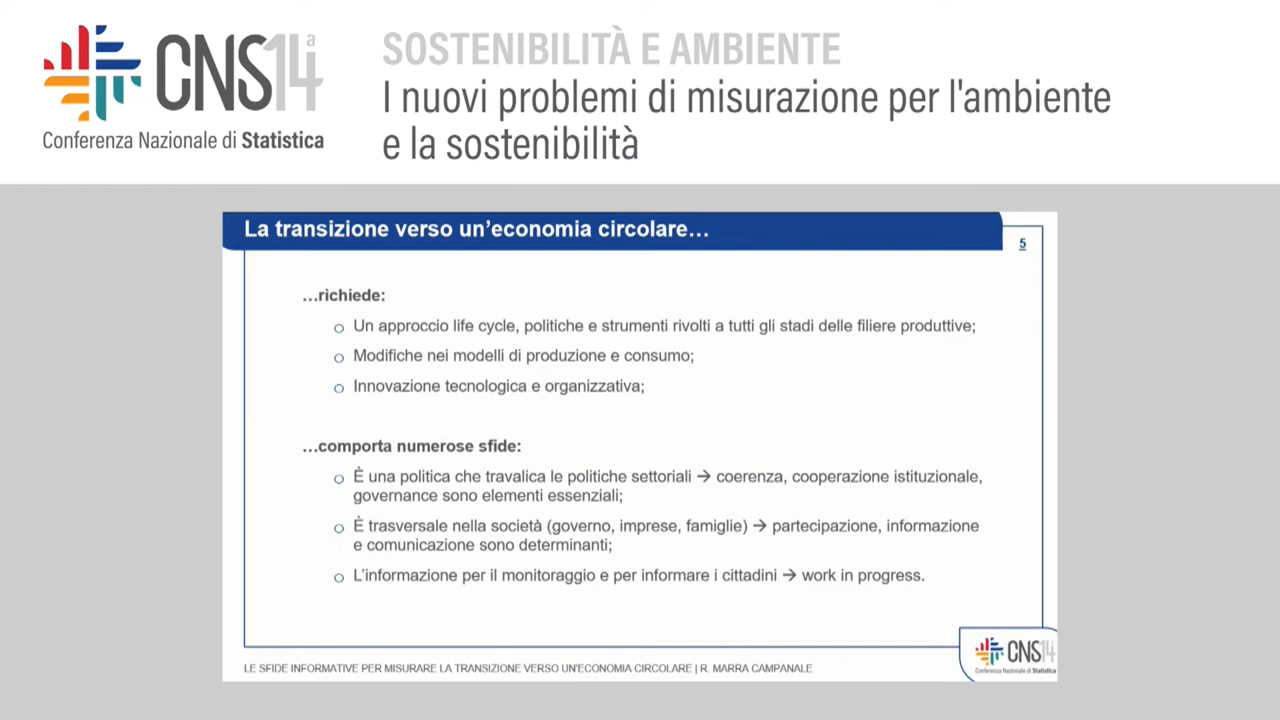 CNS14ª
Conferenza Nazionale di Statistica
SOSTENIBILITÀ E AMBIENTE
I nuovi problemi di misurazione per l'ambiente
e la sostenibilità
La transizione verso un'economia circolare...
5
...richiede:
Un approccio life cycle, politiche e strumenti rivolti a tutti gli stadi delle filiere produttive;
Modifiche nei modelli di produzione e consumo;
Innovazione tecnologica e organizzativa;
...comporta numerose sfide:
È una politica che travalica le politiche settoriali → coerenza, cooperazione istituzionale,
governance sono elementi essenziali;
È trasversale nella società (governo, imprese, famiglie) → partecipazione, informazione
e comunicazione sono determinanti;
L'informazione per il monitoraggio e per informare i cittadini → work in progress.
LE SFIDE INFORMATIVE PER MISURARE LA TRANSIZIONE VERSO UN'ECONOMIA CIRCOLARE | R. MARRA CAMPANALE
CNS14
Conferenza Nazionale di Statistica